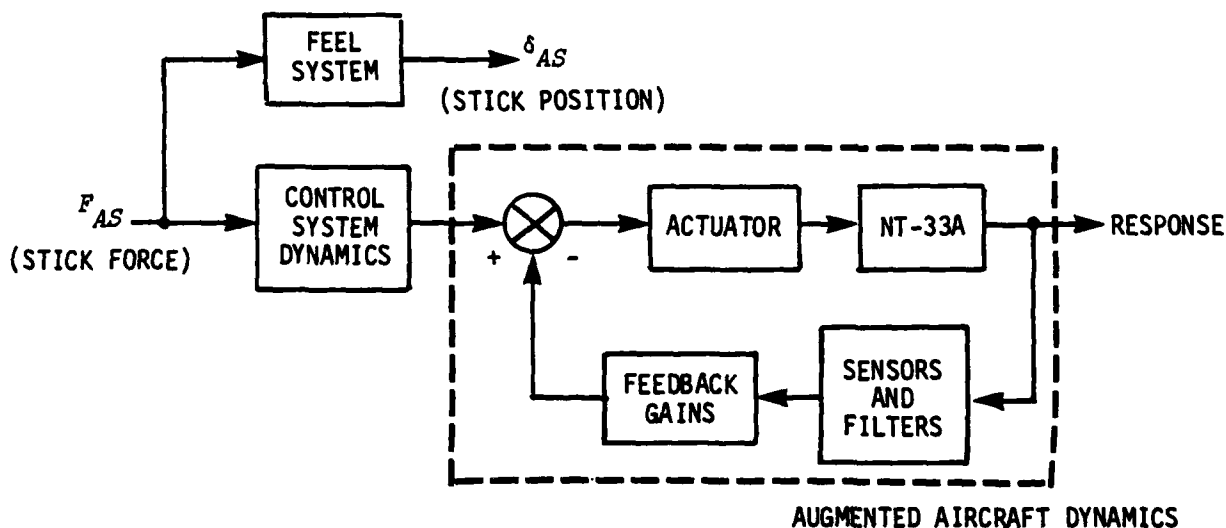 FEEL
SYSTEM
δAS
(STICK POSITION)
FAS
(STICK FORCE)
CONTROL
SYSTEM
DYNAMICS
+
-
ACTUATOR
NT-33A
RESPONSE
FEEDBACK
GAINS
SENSORS
AND
FILTERS
AUGMENTED AIRCRAFT DYNAMICS